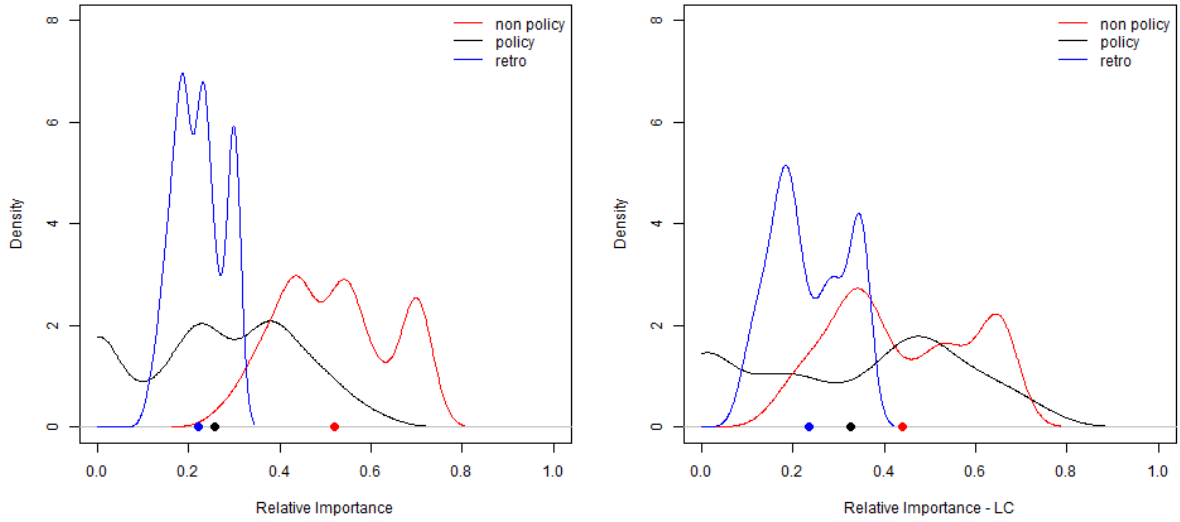 non policy
policy
retro
Density
8
6
4
2
0
0.0 0.2 0.4 0.6 0.8 1.0
Relative Importance
non policy
policy
retro
Density
8
6
4
2
0
0.0 0.2 0.4 0.6 0.8 1.0
Relative Importance - LC